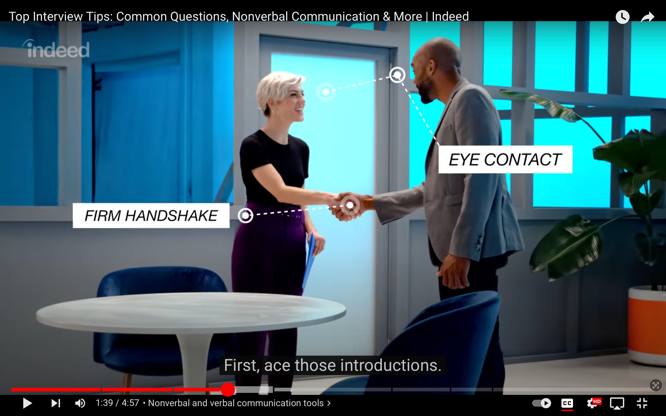 Top Interview Tips: Common Questions, Nonverbal Communication & More | Indeed
indeed
EYE CONTACT
FIRM HANDSHAKE
First, ace those introductions.
1:39 / 4:57 • Nonverbal and verbal communication tools >
CC
HD